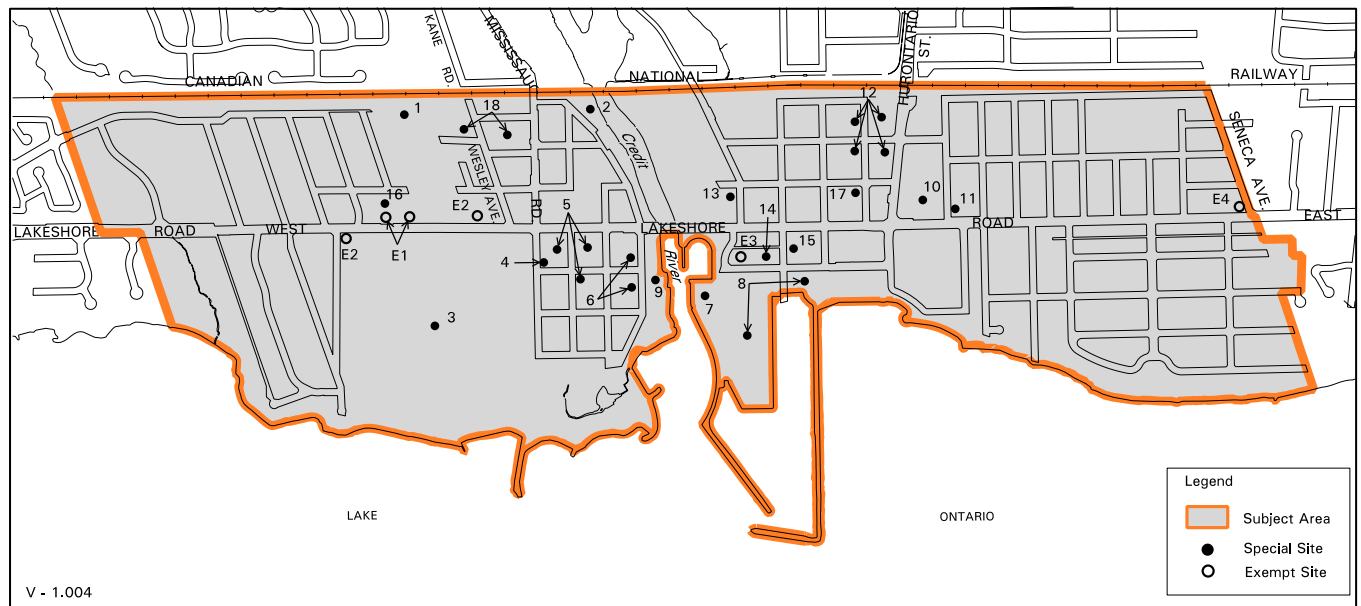 KANE RD.
MISSISSAUGA
HURONTARIO ST.
CANADIAN NATIONAL RAILWAY
1
18
2
12
Credit
SENECA AVE.
WESLEY AVE.
16
5
13
17
10
11
E2
E4
14
LAKESHORE ROAD WEST
RD.
LAKESHORE
ROAD
EAST
E2
E1
E3
15
4
River
6
9
8
7
3
LAKE
ONTARIO
Legend
Subject Area
Special Site
Exempt Site
V - 1.004